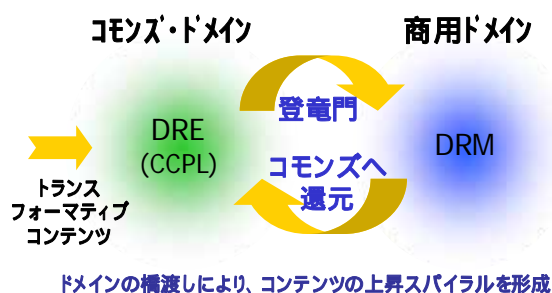 コモンズ・ドメイン
商用ドメイン
登竜門
DRE
(CCPL)
DRM
コモンズへ
還元
トランス
フォーマティブ
コンテンツ
ドメインの橋渡しにより、コンテンツの上昇スパイラルを形成